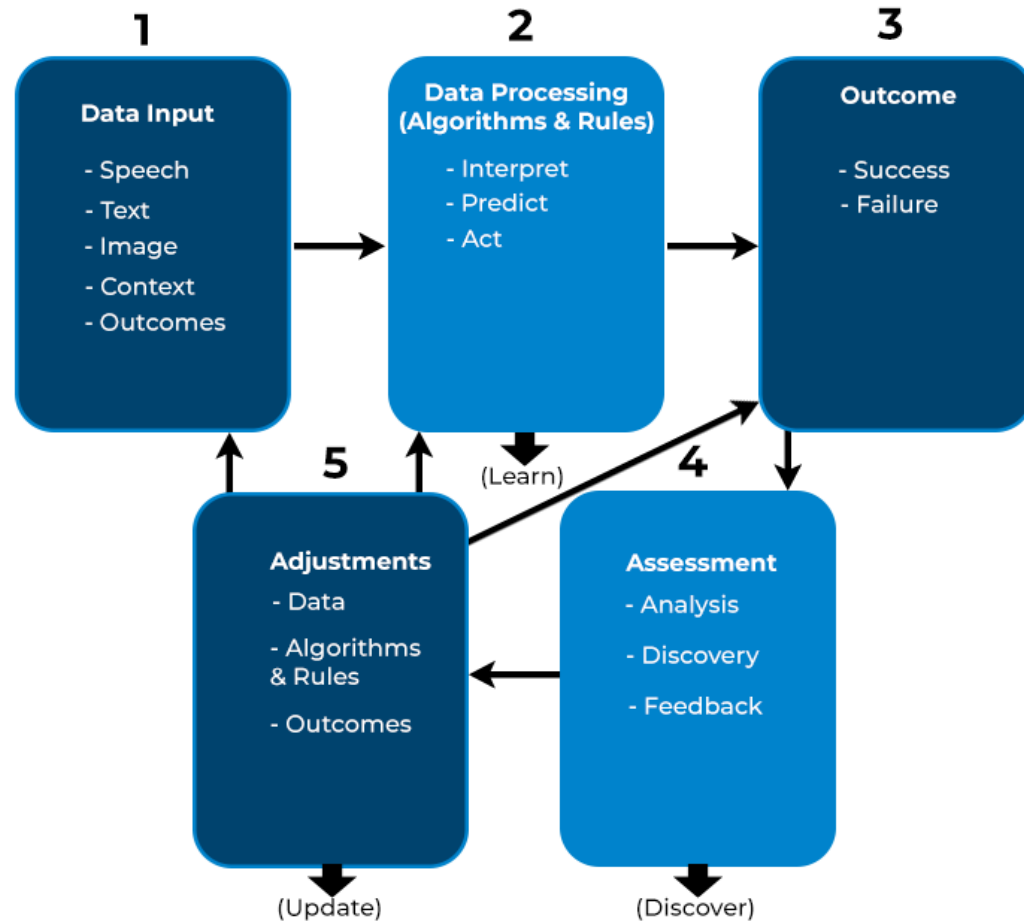 1
Data Input
- Speech
- Text
- Image
- Context
- Outcomes
2
Data Processing
(Algorithms & Rules)
- Interpret
- Predict
- Act
(Learn)
3
Outcome
- Success
- Failure
4
Assessment
- Analysis
- Discovery
- Feedback
(Discover)
5
Adjustments
- Data
- Algorithms
& Rules
- Outcomes
(Update)